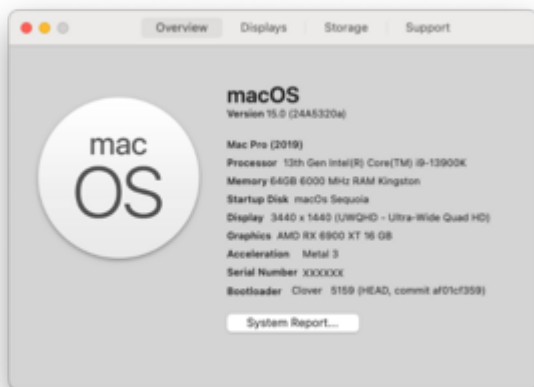 Overview Displays Storage Support
mac
OS
macOS
Version 15.0 (24A5320a)
Mac Pro (2019)
Processor 13th Gen Intel(R) Core(TM) i9-13900K
Memory 64GB 6000 MHz RAM Kingston
Startup Disk macOS Sequoia
Display 3440 x 1440 (UWQHD - Ultra-Wide Quad HD)
Graphics AMD RX 6900 XT 16 GB
Acceleration Metal 3
Serial Number XXXXXX
Bootloader Clover 5159 (HEAD, commit af01cf359)
System Report...